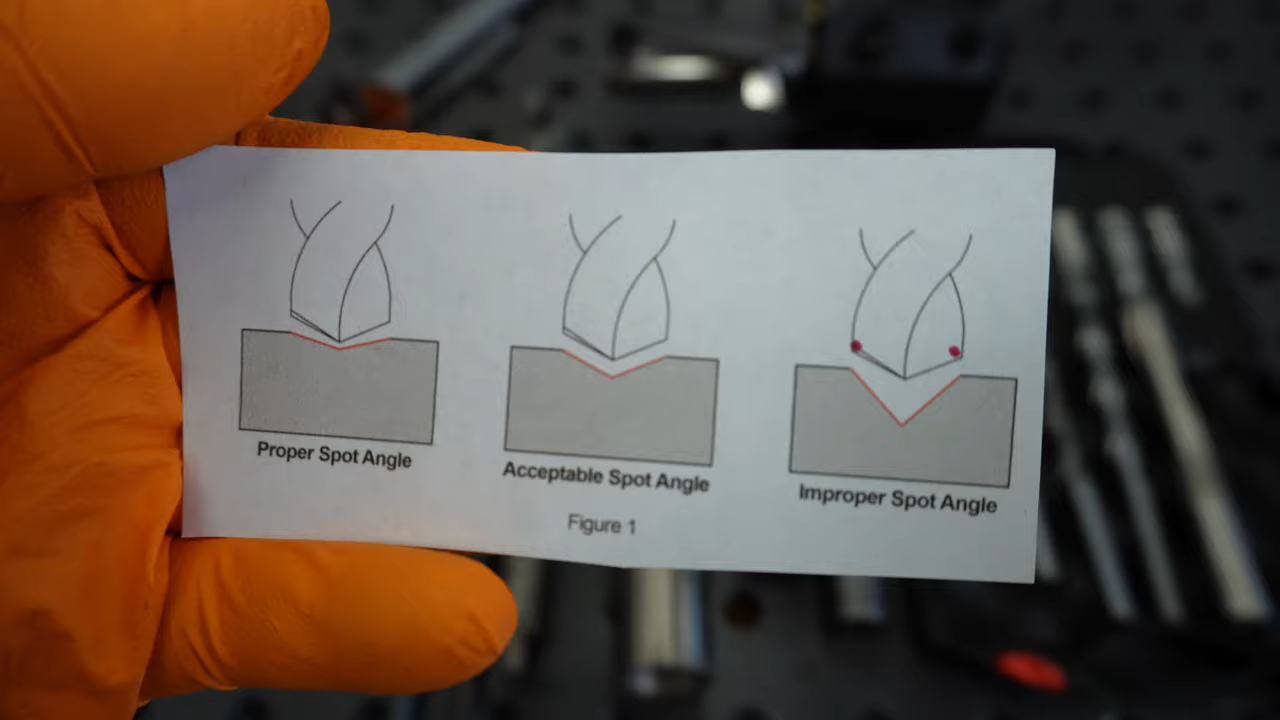 Proper Spot Angle
Acceptable Spot Angle
Improper Spot Angle
Figure 1